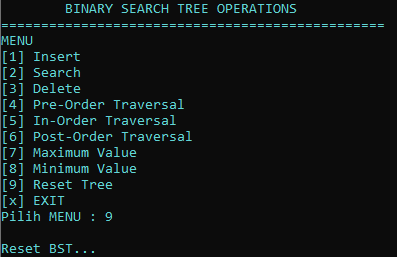 BINARY SEARCH TREE OPERATIONS
================================================
MENU
[1] Insert
[2] Search
[3] Delete
[4] Pre-Order Traversal
[5] In-Order Traversal
[6] Post-Order Traversal
[7] Maximum Value
[8] Minimum Value
[9] Reset Tree
[x] EXIT
Pilih MENU : 9
Reset BST...